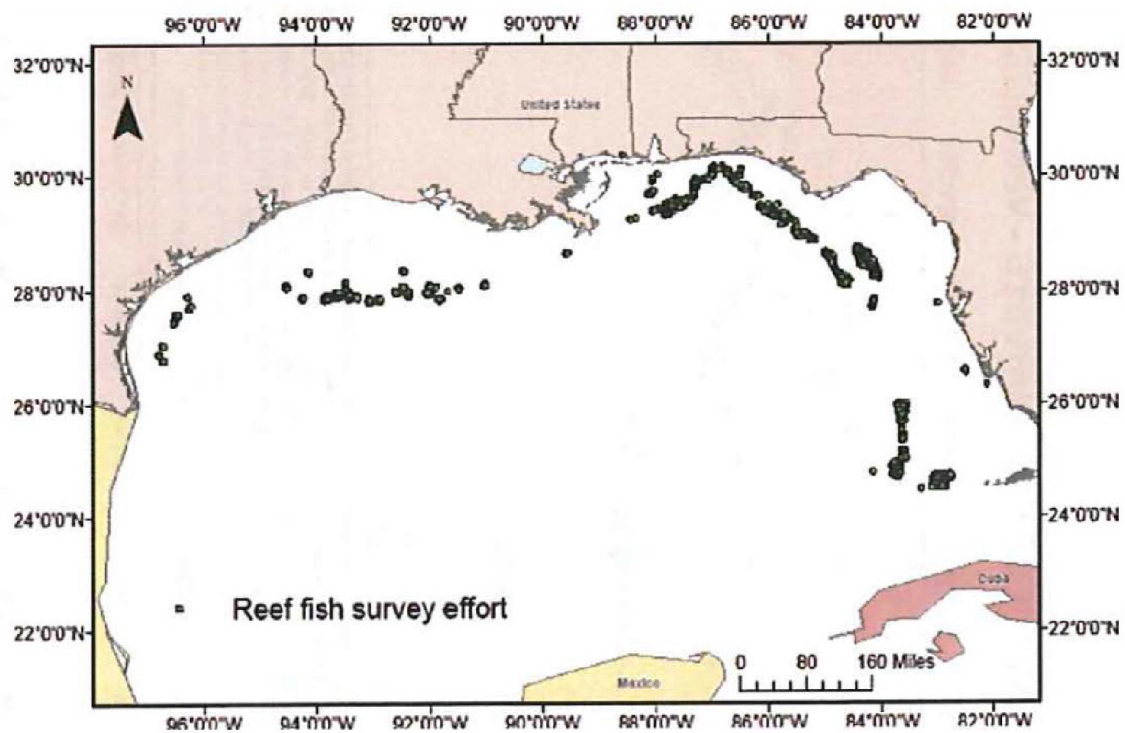 96°0'0"W 94°0'0"W 92°0'0"W 90°0'0"W 88°0'0"W 86°0'0"W 84°0'0"W 82°0'0"W
32°0'0"N 32°0'0"N
N
United States
30°0'0"N 30°0'0"N
28°0'0"N 28°0'0"N
26°0'0"N 26°0'0"N
24°0'0"N 24°0'0"N
Cuba
Reef fish survey effort
22°0'0"N 22°0'0"N
0 80 160 Miles
Mexico
96°0'0"W 94°0'0"W 92°0'0"W 90°0'0"W 88°0'0"W 86°0'0"W 84°0'0"W 82°0'0"W